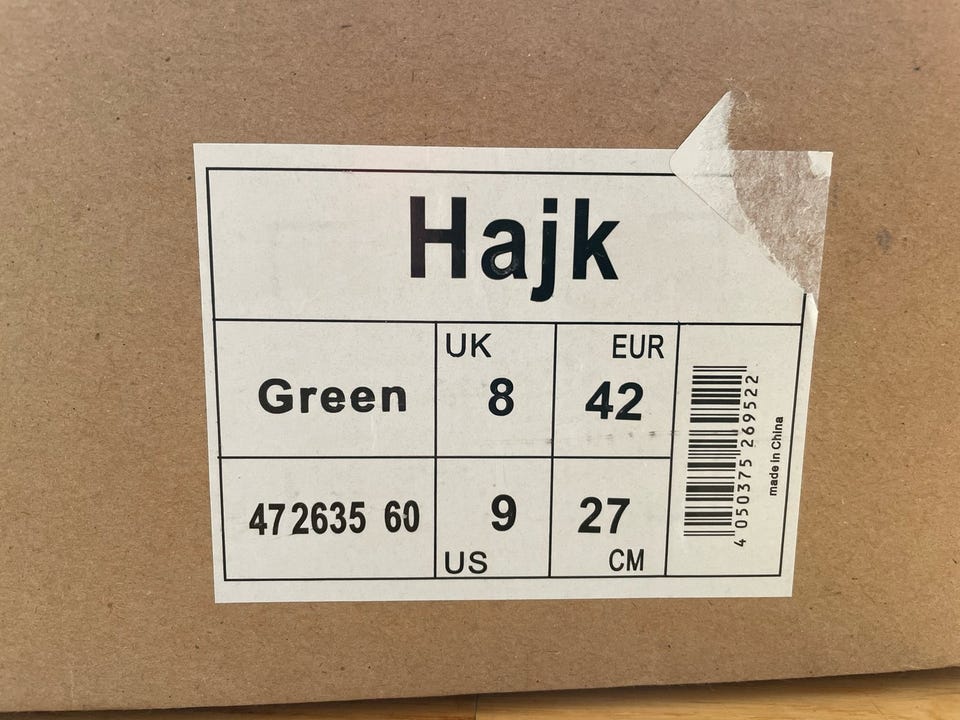 Hajk
Green
UK
8
EUR
42
472635 60
9
US
27
CM
4 050375 269522
made in China